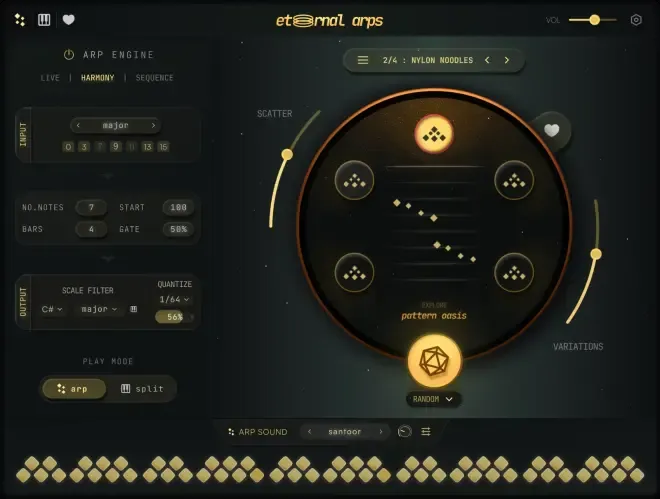 eternal arps
VOL
ARP ENGINE
LIVE | HARMONY | SEQUENCE
2/4 : NYLON NOODLES
SCATTER
INPUT
major
0 3 7 9 11 13 15
NO.NOTES 7 START 100
BARS 4 GATE 50%
OUTPUT
SCALE FILTER
QUANTIZE
C# major
1/64
56%
EXPLORE
pattern oasis
VARIATIONS
PLAY MODE
arp split
RANDOM
ARP SOUND santoor